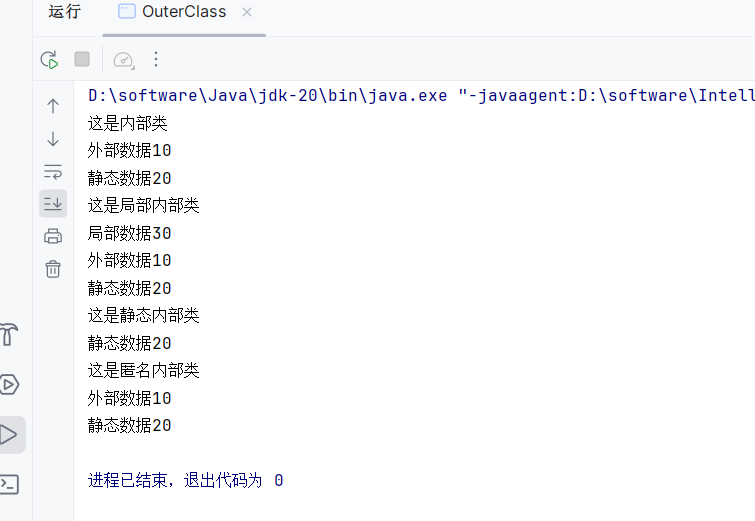 运行 OuterClass
D:\software\Java\jdk-20\bin\java.exe "-javaagent:D:\software\Intell
这是内部类
外部数据10
静态数据20
这是局部内部类
局部数据30
外部数据10
静态数据20
这是静态内部类
静态数据20
这是匿名内部类
外部数据10
静态数据20
进程已结束，退出代码为 0